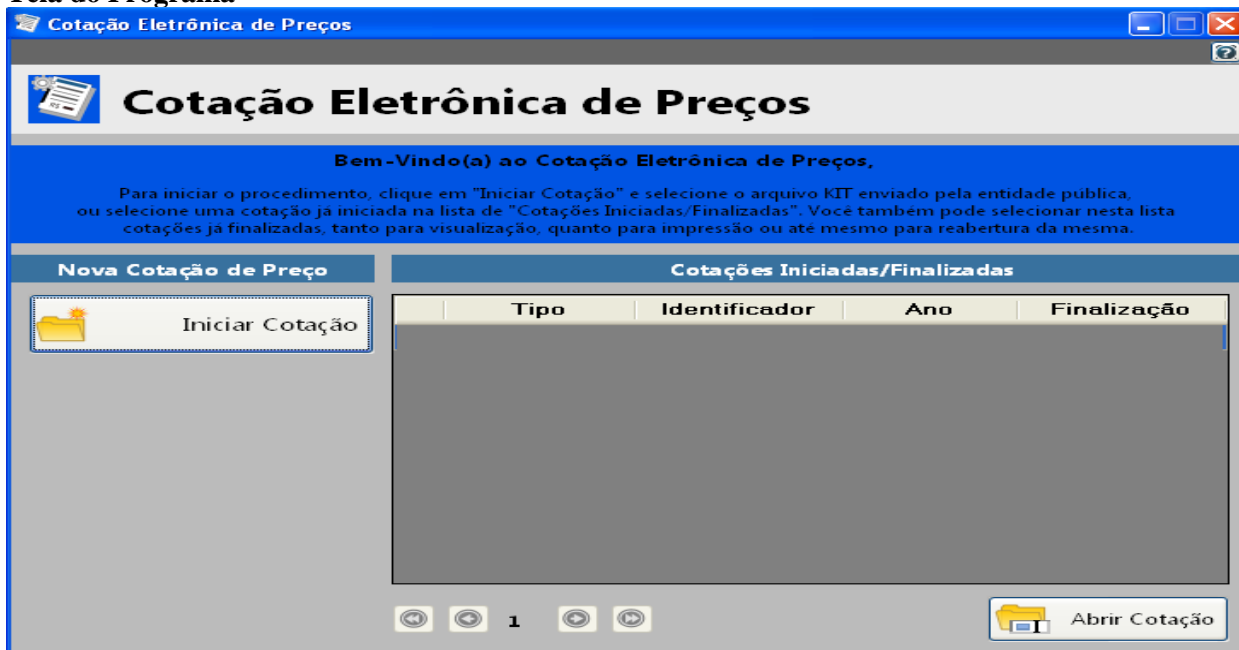 Tela do Programa
Cotação Eletrônica de Preços
Cotação Eletrônica de Preços
Bem-Vindo(a) ao Cotação Eletrônica de Preços,
Para iniciar o procedimento, clique em "Iniciar Cotação" e selecione o arquivo KIT enviado pela entidade pública,
ou selecione uma cotação já iniciada na lista de "Cotações Iniciadas/Finalizadas". Você também pode selecionar nesta lista
cotações já finalizadas, tanto para visualização, quanto para impressão ou até mesmo para reabertura da mesma.
Nova Cotação de Preço
Cotações Iniciadas/Finalizadas
Iniciar Cotação
Tipo Identificador Ano Finalização
1
Abrir Cotação